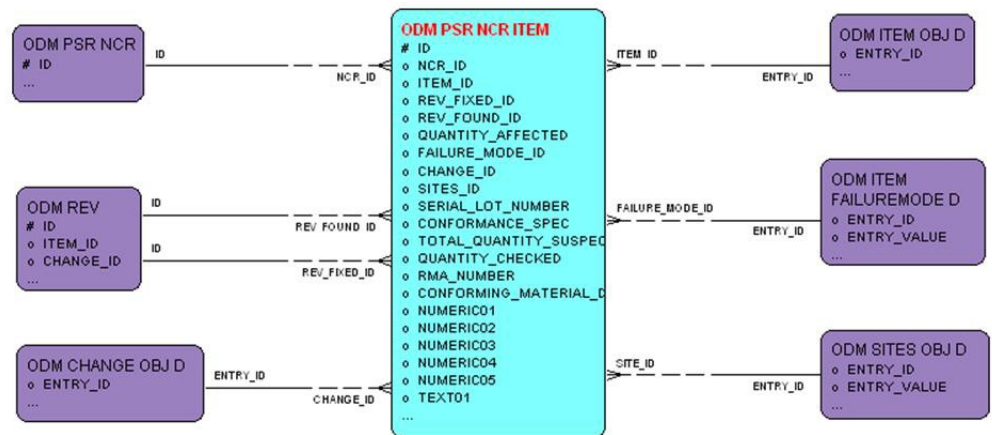 ODM PSR NCR
# ID
...
ID
NCR_ID
ODM REV
# ID
o ITEM_ID
o CHANGE_ID
...
ID
REV_FOUND_ID
ID
REV_FIXED_ID
ODM CHANGE OBJ D
o ENTRY_ID
...
ENTRY_ID
CHANGE_ID
ODM PSR NCR ITEM
# ID
o NCR_ID
o ITEM_ID
o REV_FIXED_ID
o REV_FOUND_ID
o QUANTITY_AFFECTED
o FAILURE_MODE_ID
o CHANGE_ID
o SITES_ID
o SERIAL_LOT_NUMBER
o CONFORMANCE_SPEC
o TOTAL_QUANTITY_SUSPEC
o QUANTITY_CHECKED
o RMA_NUMBER
o CONFORMING_MATERIAL_D
o NUMERIC01
o NUMERIC02
o NUMERIC03
o NUMERIC04
o NUMERIC05
o TEXT01
...
ITEM_ID
ENTRY_ID
ODM ITEM OBJ D
o ENTRY_ID
...
FAILURE_MODE_ID
ENTRY_ID
ODM ITEM
FAILUREMODE D
o ENTRY_ID
o ENTRY_VALUE
...
SITE_ID
ENTRY_ID
ODM SITES OBJ D
o ENTRY_ID
o ENTRY_VALUE
...